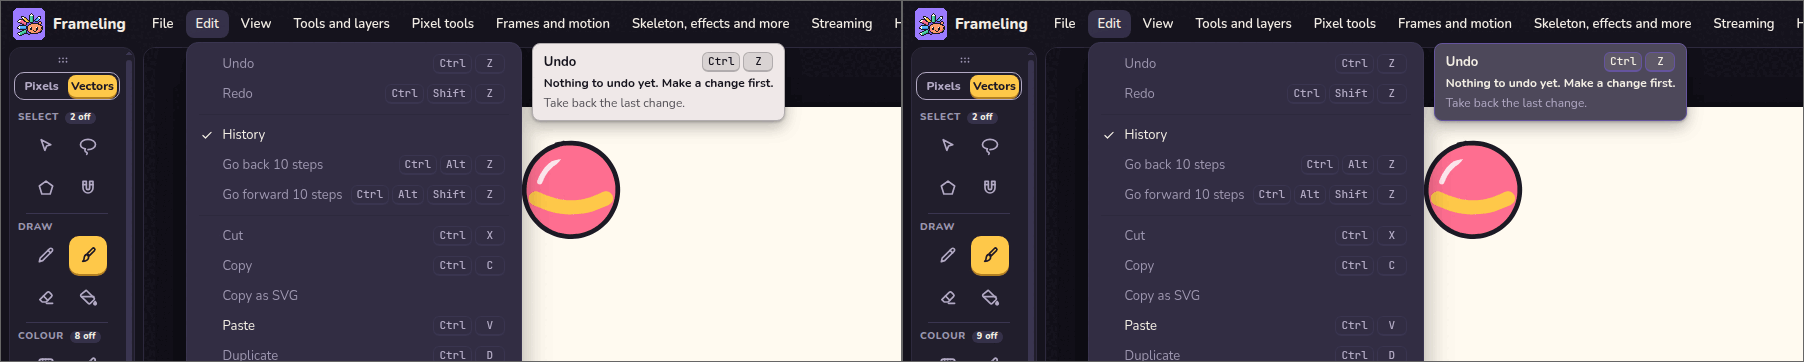 Frameling File Edit View Tools and layers Pixel tools Frames and motion Skeleton, effects and more Streaming H
Pixels Vectors
SELECT 2 off
DRAW
COLOUR 8 off
Undo Ctrl Z
Redo Ctrl Shift Z
History
Go back 10 steps Ctrl Alt Z
Go forward 10 steps Ctrl Alt Shift Z
Cut Ctrl X
Copy Ctrl C
Copy as SVG
Paste Ctrl V
Duplicate Ctrl D
Undo Ctrl Z
Nothing to undo yet. Make a change first.
Take back the last change.
Frameling File Edit View Tools and layers Pixel tools Frames and motion Skeleton, effects and more Streaming H
Pixels Vectors
SELECT 2 off
DRAW
COLOUR 9 off
Undo Ctrl Z
Redo Ctrl Shift Z
History
Go back 10 steps Ctrl Alt Z
Go forward 10 steps Ctrl Alt Shift Z
Cut Ctrl X
Copy Ctrl C
Copy as SVG
Paste Ctrl V
Duplicate Ctrl D
Undo Ctrl Z
Nothing to undo yet. Make a change first.
Take back the last change.